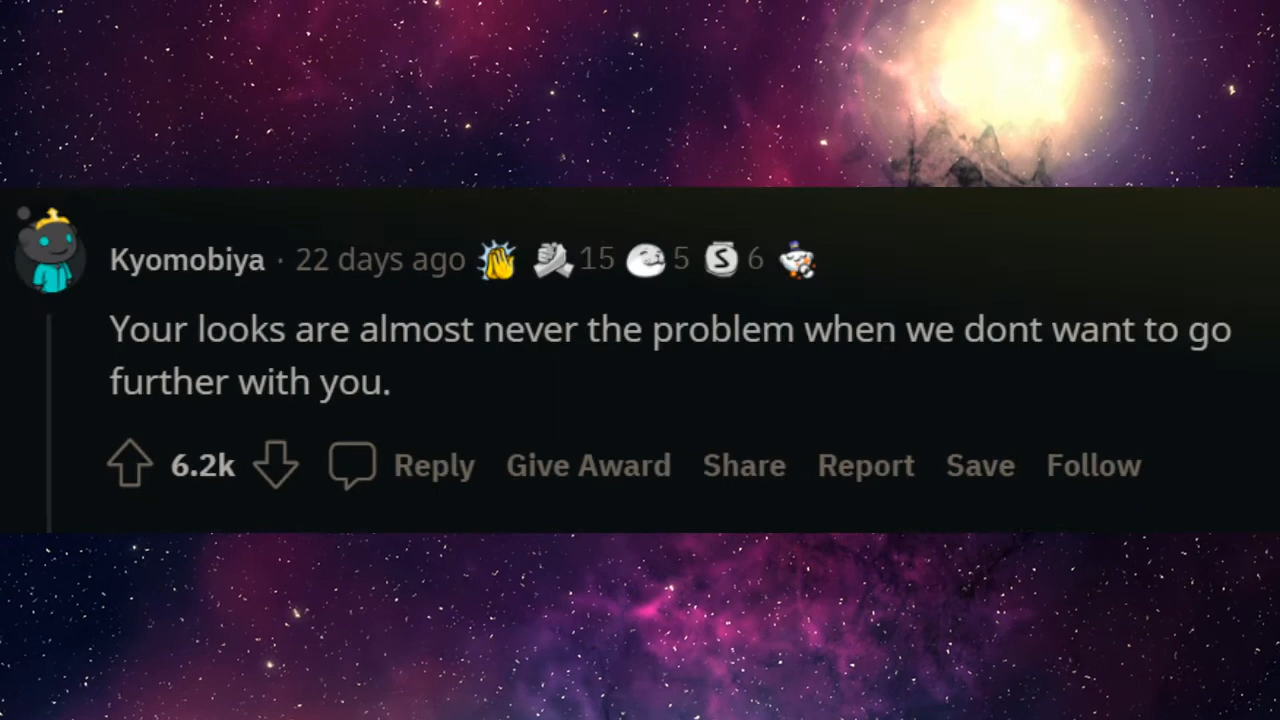 Kyomobiya · 22 days ago 15 5 S 6
Your looks are almost never the problem when we dont want to go
further with you.
6.2k Reply Give Award Share Report Save Follow